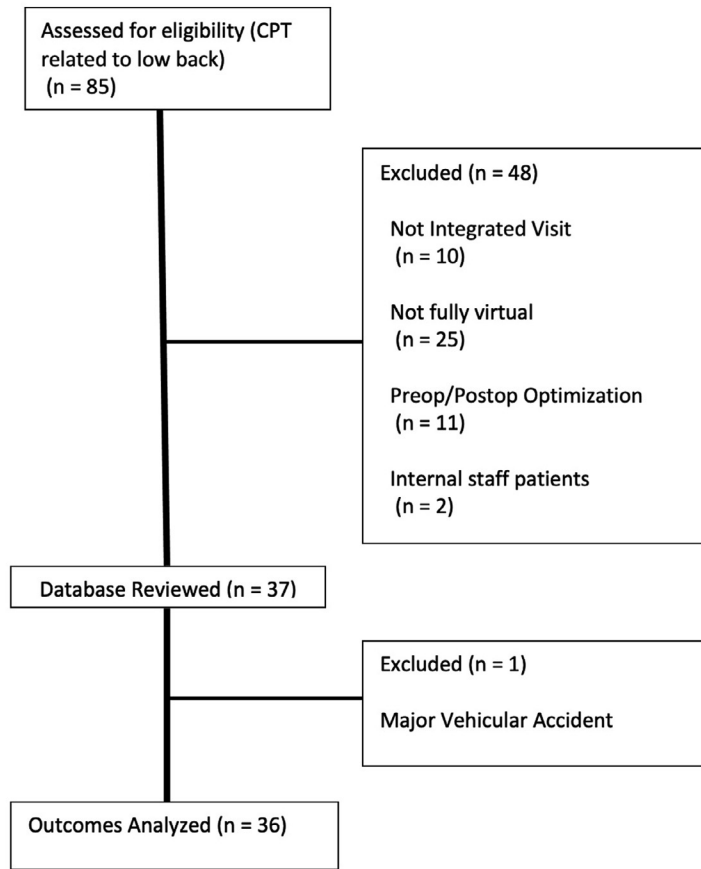 Assessed for eligibility (CPT
related to low back)
(n = 85)
Excluded (n = 48)
Not Integrated Visit
(n = 10)
Not fully virtual
(n = 25)
Preop/Postop Optimization
(n = 11)
Internal staff patients
(n = 2)
Database Reviewed (n = 37)
Excluded (n = 1)
Major Vehicular Accident
Outcomes Analyzed (n = 36)